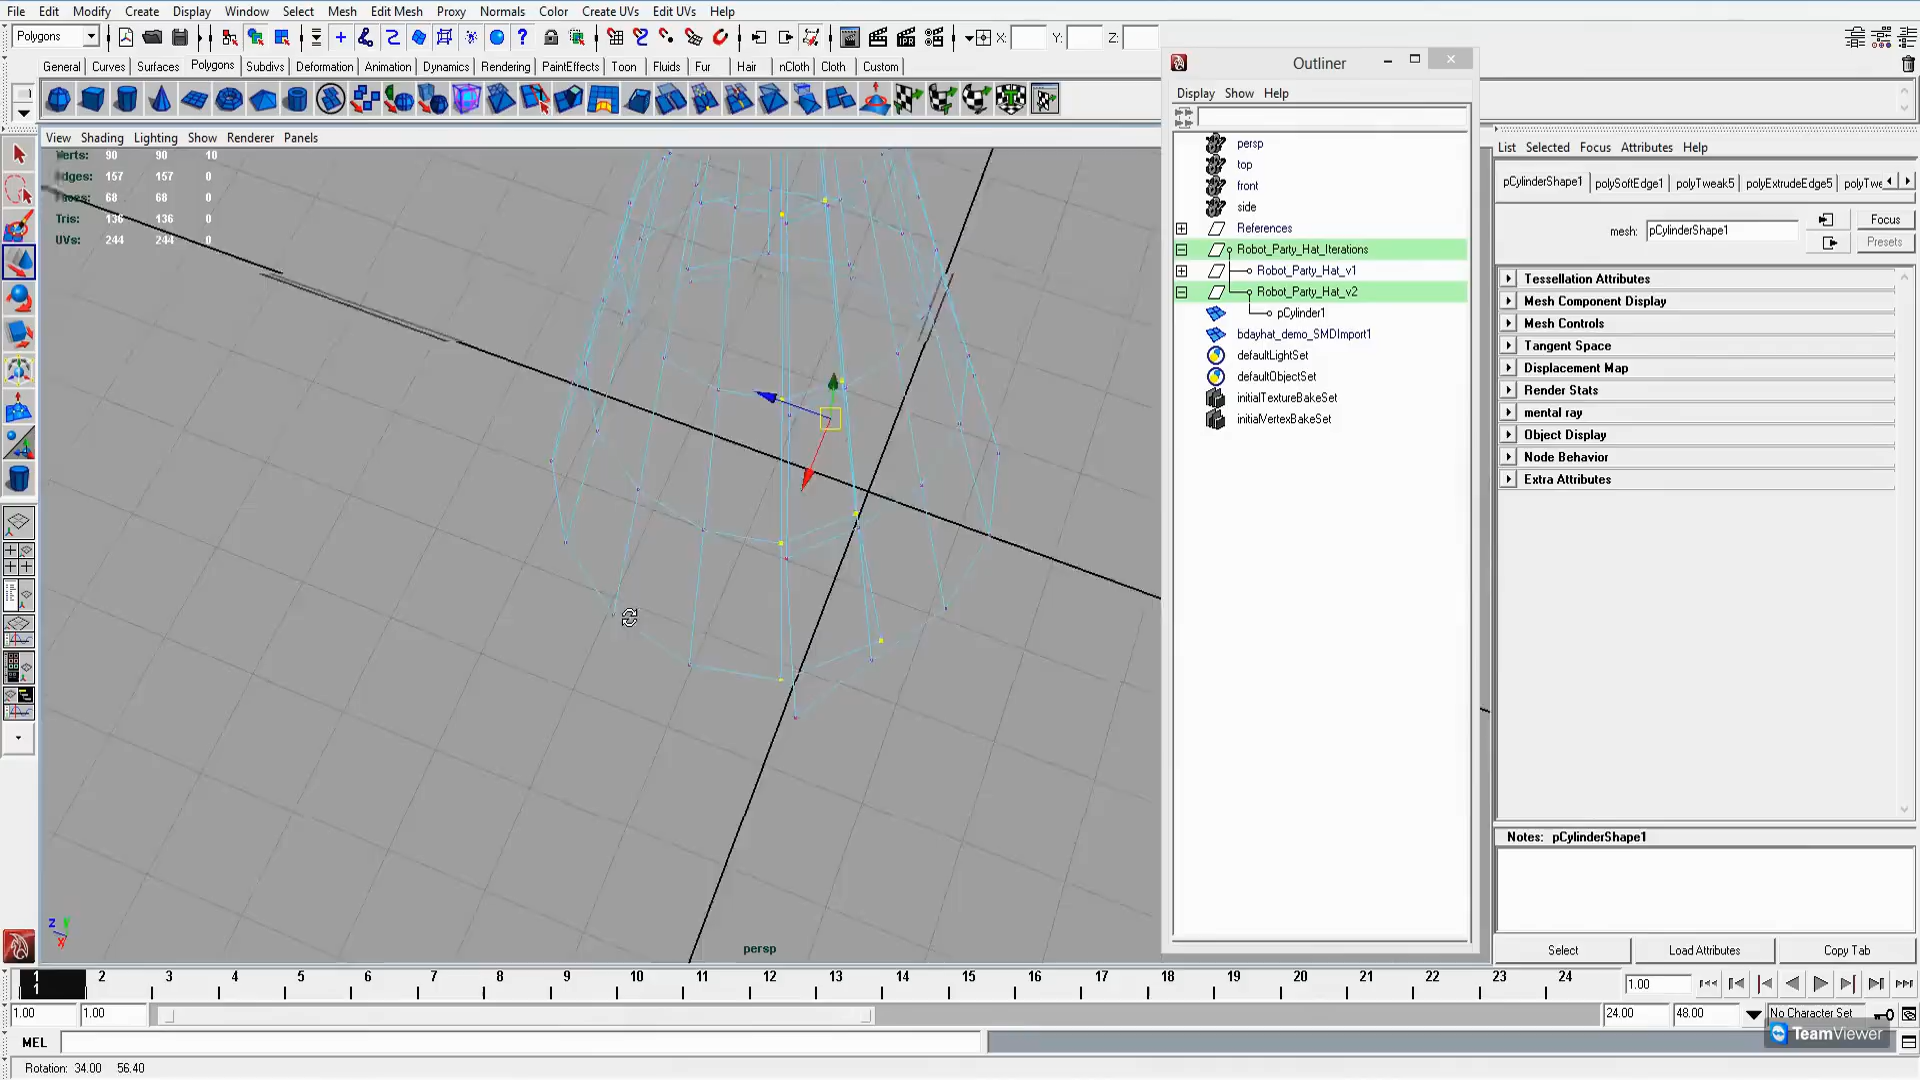 File Edit Modify Create Display Window Select Mesh Edit Mesh Proxy Normals Color Create UVs Edit UVs Help
Polygons X: Y: Z:
General Curves Surfaces Polygons Subdivs Deformation Animation Dynamics Rendering PaintEffects Toon Fluids Fur Hair nCloth Cloth Custom
View Shading Lighting Show Renderer Panels
Verts: 90 90 10
Edges: 157 157 0
Faces: 68 68 0
Tris: 136 136 0
UVs: 244 244 0
persp
Outliner
Display Show Help
persp
top
front
side
References
Robot_Party_Hat_Iterations
Robot_Party_Hat_v1
Robot_Party_Hat_v2
pCylinder1
bdayhat_demo_SMDImport1
defaultLightSet
defaultObjectSet
initialTextureBakeSet
initialVertexBakeSet
List Selected Focus Attributes Help
pCylinderShape1 polySoftEdge1 polyTweak5 polyExtrudeEdge5 polyTwe
mesh: pCylinderShape1
Focus
Presets
Tessellation Attributes
Mesh Component Display
Mesh Controls
Tangent Space
Displacement Map
Render Stats
mental ray
Object Display
Node Behavior
Extra Attributes
Notes: pCylinderShape1
Select Load Attributes Copy Tab
1 2 3 4 5 6 7 8 9 10 11 12 13 14 15 16 17 18 19 20 21 22 23 24
1
1.00
1.00 1.00 24.00 48.00 No Character Set
MEL
TeamViewer
Rotation: 34.00 56.40
z y x